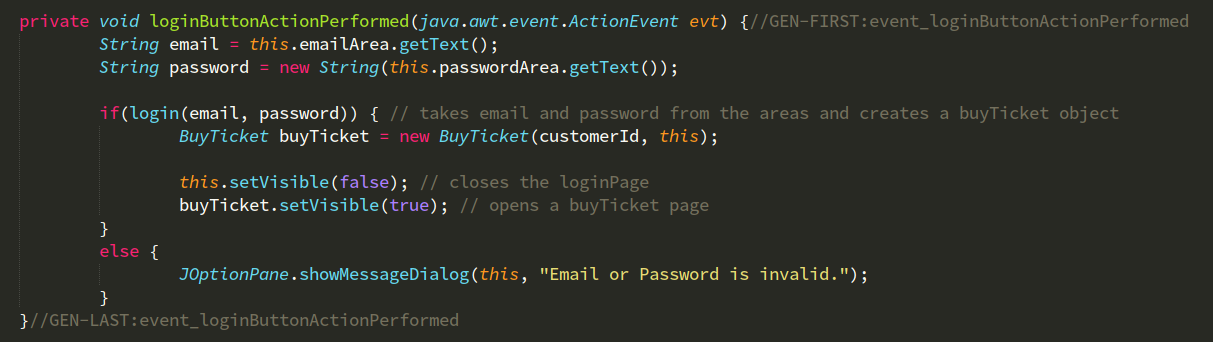 private void loginButtonActionPerformed(java.awt.event.ActionEvent evt) {//GEN-FIRST:event_loginButtonActionPerformed
String email = this.emailArea.getText();
String password = new String(this.passwordArea.getText());
if(login(email, password)) { // takes email and password from the areas and creates a buyTicket object
BuyTicket buyTicket = new BuyTicket(customerId, this);
this.setVisible(false); // closes the loginPage
buyTicket.setVisible(true); // opens a buyTicket page
}
else {
JOptionPane.showMessageDialog(this, "Email or Password is invalid.");
}
}//GEN-LAST:event_loginButtonActionPerformed